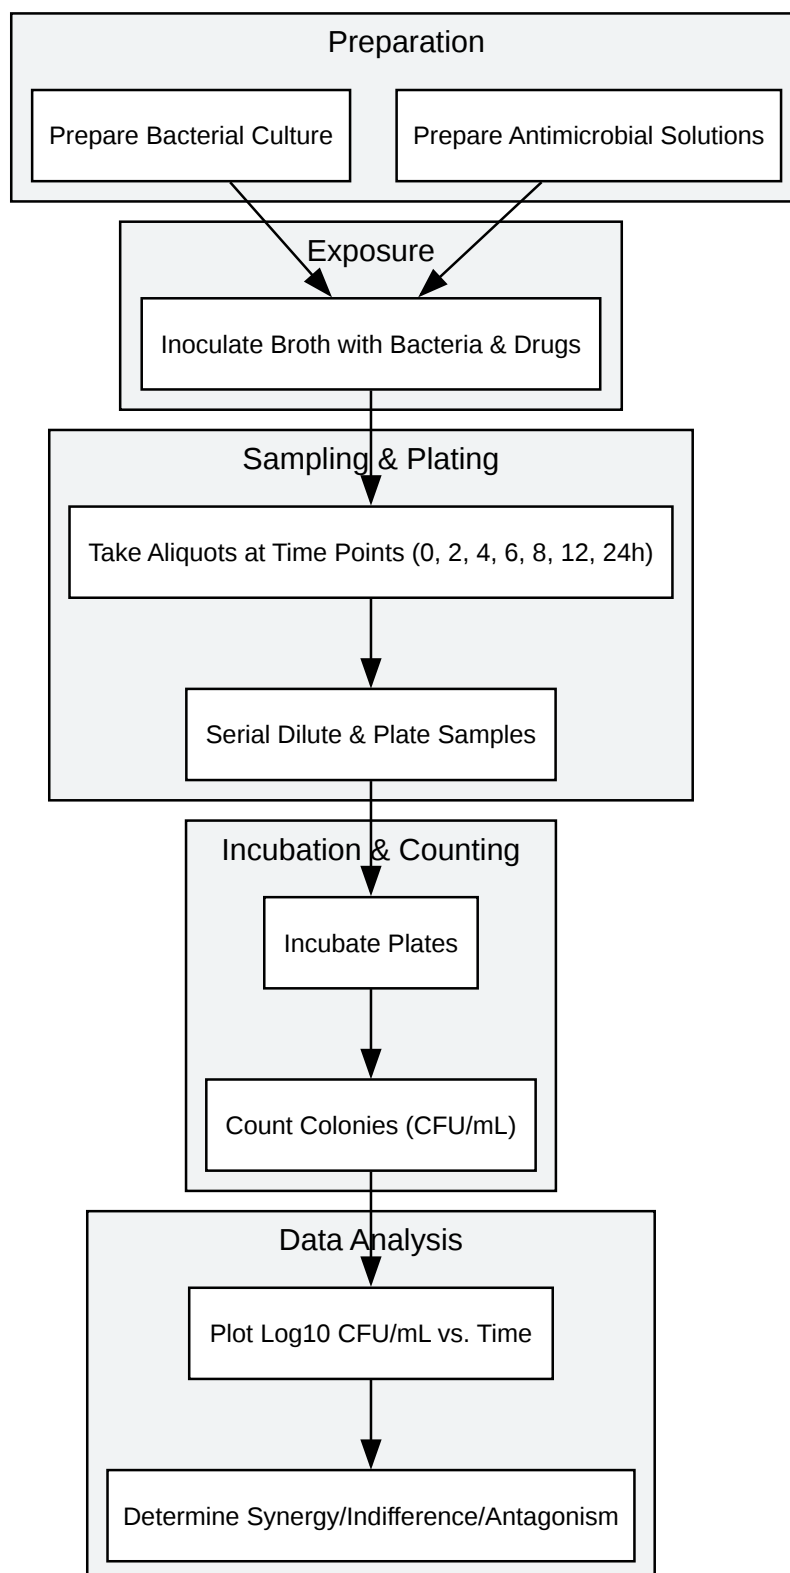 Preparation
Prepare Bacterial Culture
Prepare Antimicrobial Solutions
Exposure
Inoculate Broth with Bacteria & Drugs
Sampling & Plating
Take Aliquots at Time Points (0, 2, 4, 6, 8, 12, 24h)
Serial Dilute & Plate Samples
Incubation & Counting
Incubate Plates
Count Colonies (CFU/mL)
Data Analysis
Plot Log10 CFU/mL vs. Time
Determine Synergy/Indifference/Antagonism